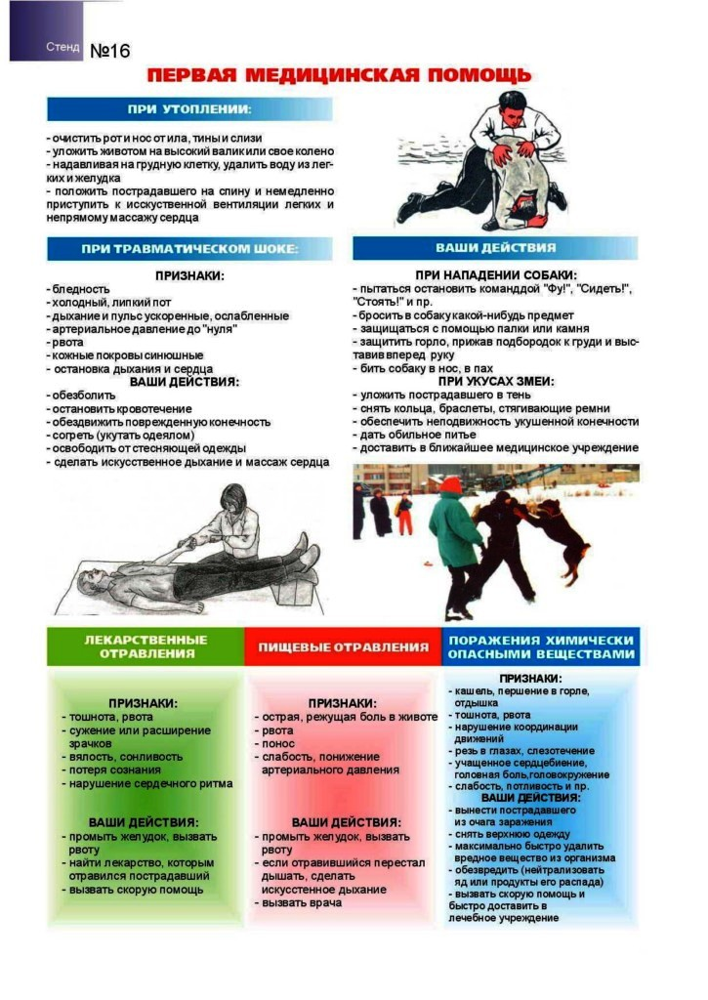 Стенд №16
ПЕРВАЯ МЕДИЦИНСКАЯ ПОМОЩЬ
ПРИ УТОПЛЕНИИ:
- очистить рот и нос от ила, тины и слизи
- уложить животом на высокий валик или свое колено
- надавливая на грудную клетку, удалить воду из лег-
ких и желудка
- положить пострадавшего на спину и немедленно
приступить к исскуственной вентиляции легких и
непрямому массажу сердца
ПРИ ТРАВМАТИЧЕСКОМ ШОКЕ:
ПРИЗНАКИ:
- бледность
- холодный, липкий пот
- дыхание и пульс ускоренные, ослабленные
- артериальное давление до "нуля"
- рвота
- кожные покровы синюшные
- остановка дыхания и сердца
ВАШИ ДЕЙСТВИЯ:
- обезболить
- остановить кровотечение
- обездвижить поврежденную конечность
- согреть (укутать одеялом)
- освободить от стесняющей одежды
- сделать искусственное дыхание и массаж сердца
ВАШИ ДЕЙСТВИЯ
ПРИ НАПАДЕНИИ СОБАКИ:
- пытаться остановить команддой "Фу!", "Сидеть!",
"Стоять!" и пр.
- бросить в собаку какой-нибудь предмет
- защищаться с помощью палки или камня
- защитить горло, прижав подбородок к груди и выс-
тавив вперед руку
- бить собаку в нос, в пах
ПРИ УКУСАХ ЗМЕИ:
- уложить пострадавшего в тень
- снять кольца, браслеты, стягивающие ремни
- обеспечить неподвижность укушенной конечности
- дать обильное питье
- доставить в ближайшее медицинское учреждение
ЛЕКАРСТВЕННЫЕ
ОТРАВЛЕНИЯ
ПРИЗНАКИ:
- тошнота, рвота
- сужение или расширение
зрачков
- вялость, сонливость
- потеря сознания
- нарушение сердечного ритма
ВАШИ ДЕЙСТВИЯ:
- промыть желудок, вызвать
рвоту
- найти лекарство, которым
отравился пострадавший
- вызвать скорую помощь
ПИЩЕВЫЕ ОТРАВЛЕНИЯ
ПРИЗНАКИ:
- острая, режущая боль в животе
- рвота
- понос
- слабость, понижение
артериального давления
ВАШИ ДЕЙСТВИЯ:
- промыть желудок, вызвать
рвоту
- если отравившийся перестал
дышать, сделать
искусстенное дыхание
- вызвать врача
ПОРАЖЕНИЯ ХИМИЧЕСКИ
ОПАСНЫМИ ВЕЩЕСТВАМИ
ПРИЗНАКИ:
- кашель, першение в горле,
отдышка
- тошнота, рвота
- нарушение координации
движений
- резь в глазах, слезотечение
- учащенное сердцебиение,
головная боль,головокружение
- слабость, потливость и пр.
ВАШИ ДЕЙСТВИЯ:
- вынести пострадавшего
из очага заражения
- снять верхнюю одежду
- максимально быстро удалить
вредное вещество из организма
- обезвредить (нейтрализовать
яд или продукты его распада)
- вызвать скорую помощь и
быстро доставить в
лечебное учреждение